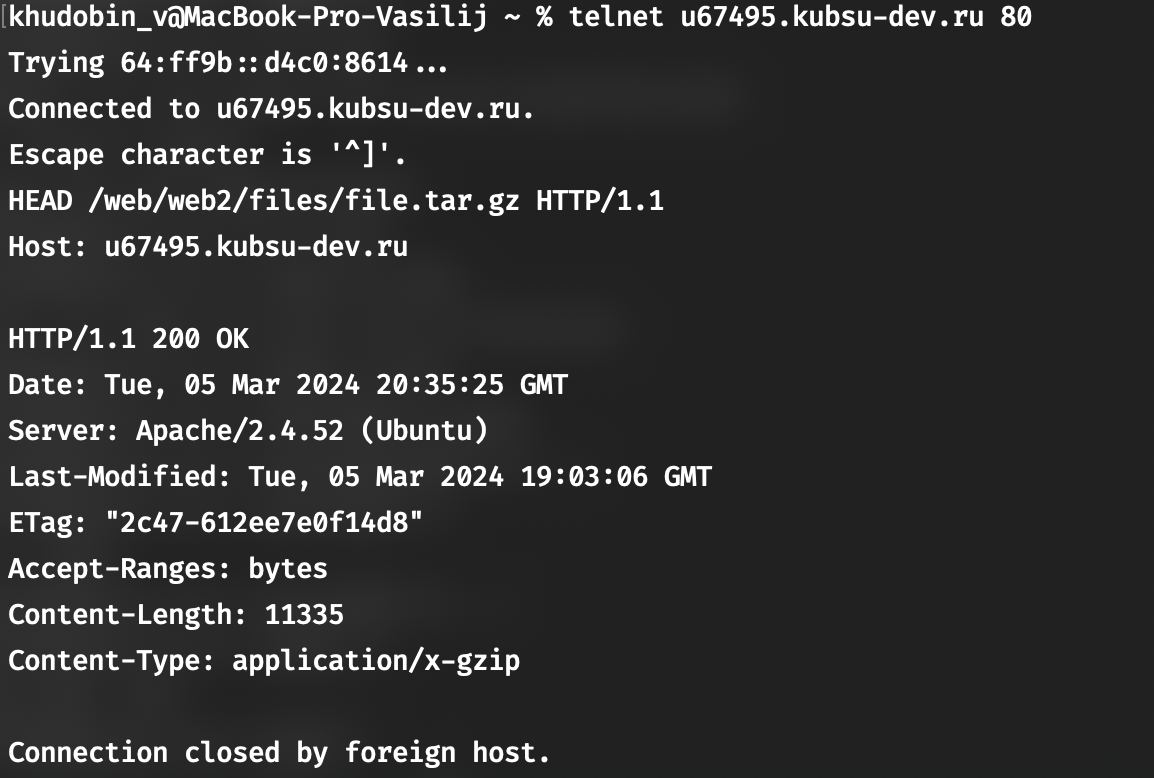 khudobin_v@MacBook-Pro-Vasilij ~ % telnet u67495.kubsu-dev.ru 80
Trying 64:ff9b::d4c0:8614...
Connected to u67495.kubsu-dev.ru.
Escape character is '^]'.
HEAD /web/web2/files/file.tar.gz HTTP/1.1
Host: u67495.kubsu-dev.ru
HTTP/1.1 200 OK
Date: Tue, 05 Mar 2024 20:35:25 GMT
Server: Apache/2.4.52 (Ubuntu)
Last-Modified: Tue, 05 Mar 2024 19:03:06 GMT
ETag: "2c47-612ee7e0f14d8"
Accept-Ranges: bytes
Content-Length: 11335
Content-Type: application/x-gzip
Connection closed by foreign host.